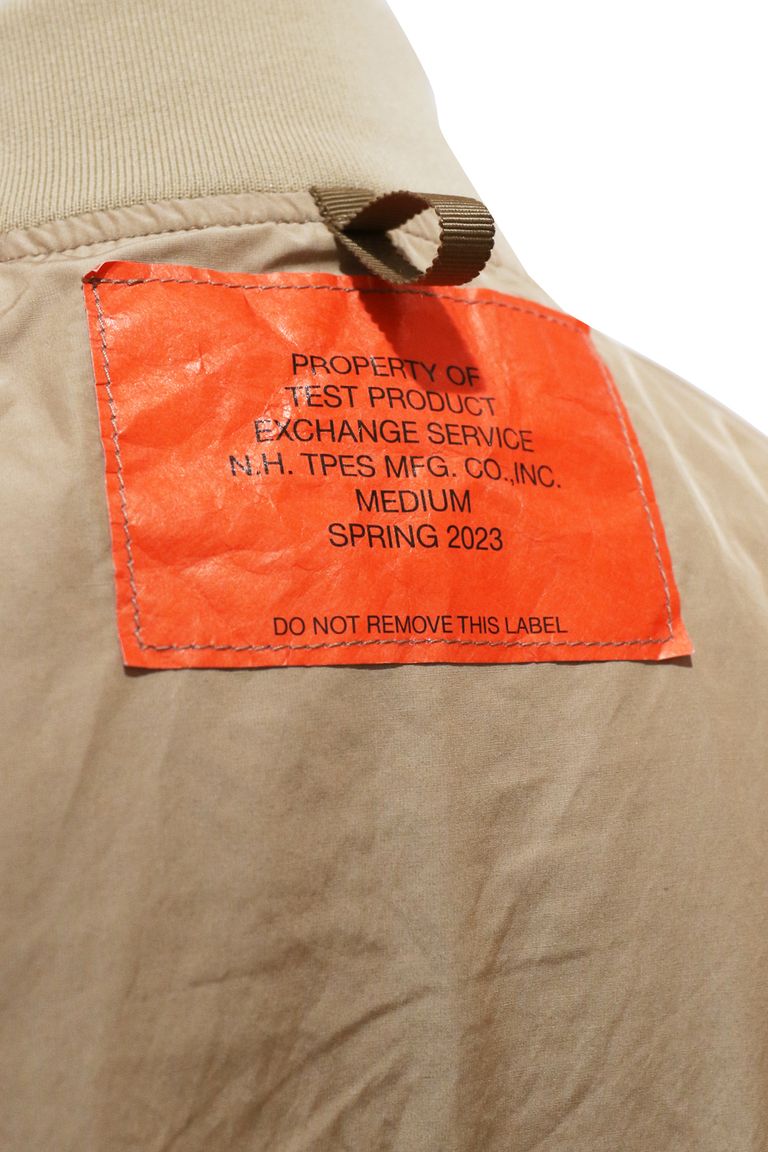 PROPERTY OF
TEST PRODUCT
EXCHANGE SERVICE
N.H. TPES MFG. CO.,INC.
MEDIUM
SPRING 2023
DO NOT REMOVE THIS LABEL